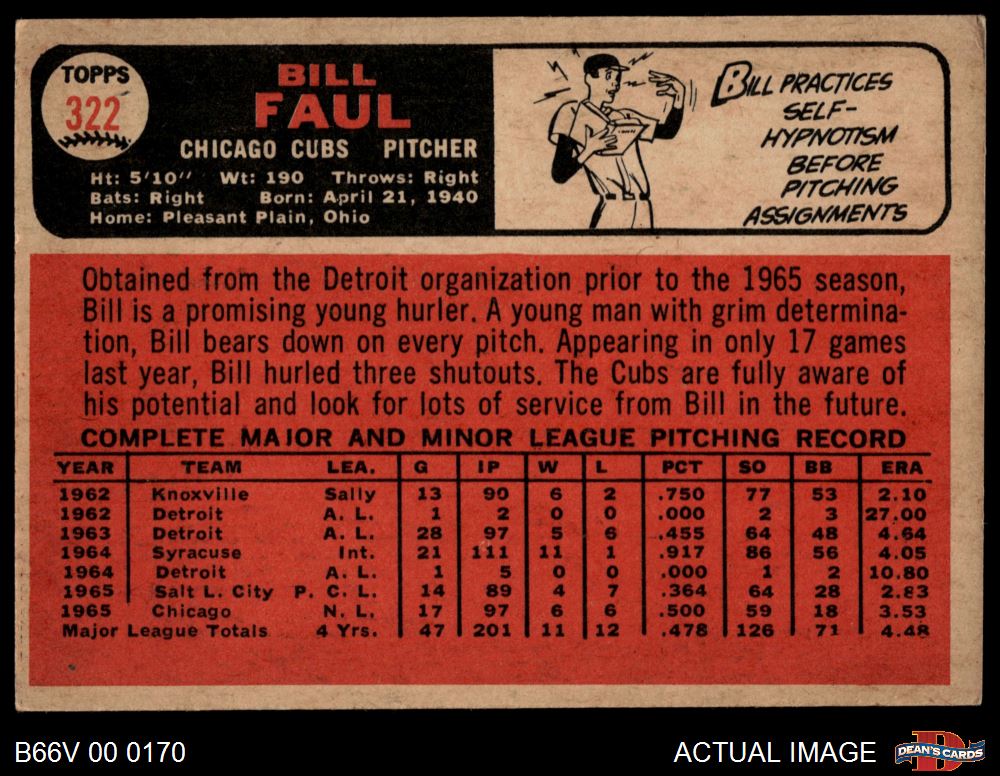 TOPPS
322
BILL
FAUL
CHICAGO CUBS PITCHER
Ht: 5'10" Wt: 190 Throws: Right
Bats: Right Born: April 21, 1940
Home: Pleasant Plain, Ohio
BILL PRACTICES
SELF-
HYPNOTISM
BEFORE
PITCHING
ASSIGNMENTS
Obtained from the Detroit organization prior to the 1965 season,
Bill is a promising young hurler. A young man with grim determina-
tion, Bill bears down on every pitch. Appearing in only 17 games
last year, Bill hurled three shutouts. The Cubs are fully aware of
his potential and look for lots of service from Bill in the future.
COMPLETE MAJOR AND MINOR LEAGUE PITCHING RECORD
YEAR TEAM LEA. G IP W L PCT SO BB ERA
1962 Knoxville Sally 13 90 6 2 .750 77 53 2.10
1962 Detroit A. L. 1 2 0 0 .000 2 3 27.00
1963 Detroit A. L. 28 97 5 6 .455 64 48 4.64
1964 Syracuse Int. 21 111 11 1 .917 86 56 4.05
1964 Detroit A. L. 1 5 0 0 .000 1 2 10.80
1965 Salt L. City P. C. L. 14 89 4 7 .364 64 28 2.83
1965 Chicago N. L. 17 97 6 6 .500 59 18 3.53
Major League Totals 4 Yrs. 47 201 11 12 .478 126 71 4.48
B66V 00 0170
ACTUAL IMAGE
DEAN'S CARDS